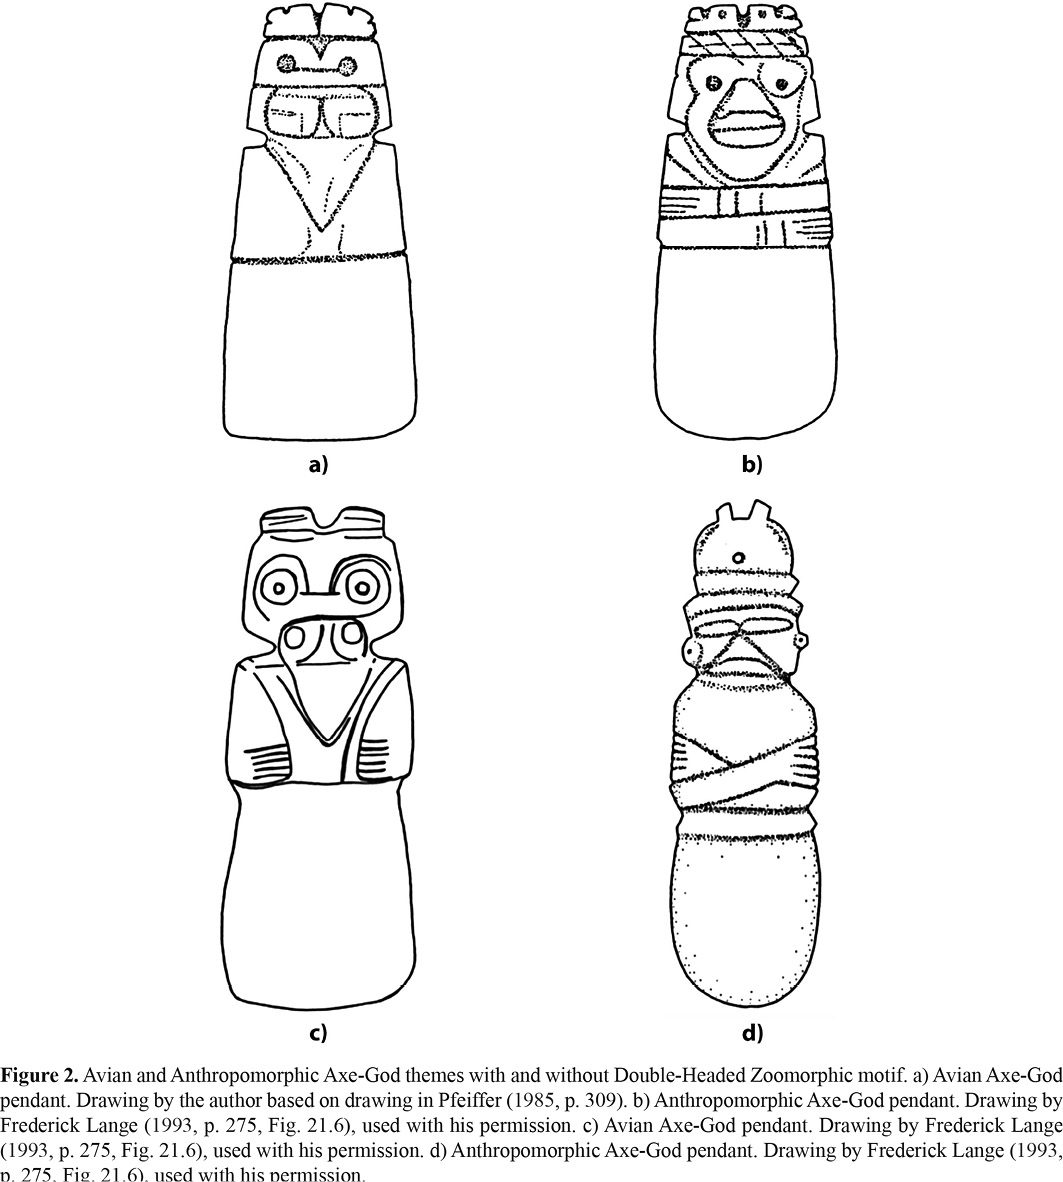 a)
b)
c)
d)
Figure 2. Avian and Anthropomorphic Axe-God themes with and without Double-Headed Zoomorphic motif. a) Avian Axe-God
pendant. Drawing by the author based on drawing in Pfeiffer (1985, p. 309). b) Anthropomorphic Axe-God pendant. Drawing by
Frederick Lange (1993, p. 275, Fig. 21.6), used with his permission. c) Avian Axe-God pendant. Drawing by Frederick Lange
(1993, p. 275, Fig. 21.6), used with his permission. d) Anthropomorphic Axe-God pendant. Drawing by Frederick Lange (1993,
p. 275, Fig. 21.6), used with his permission.